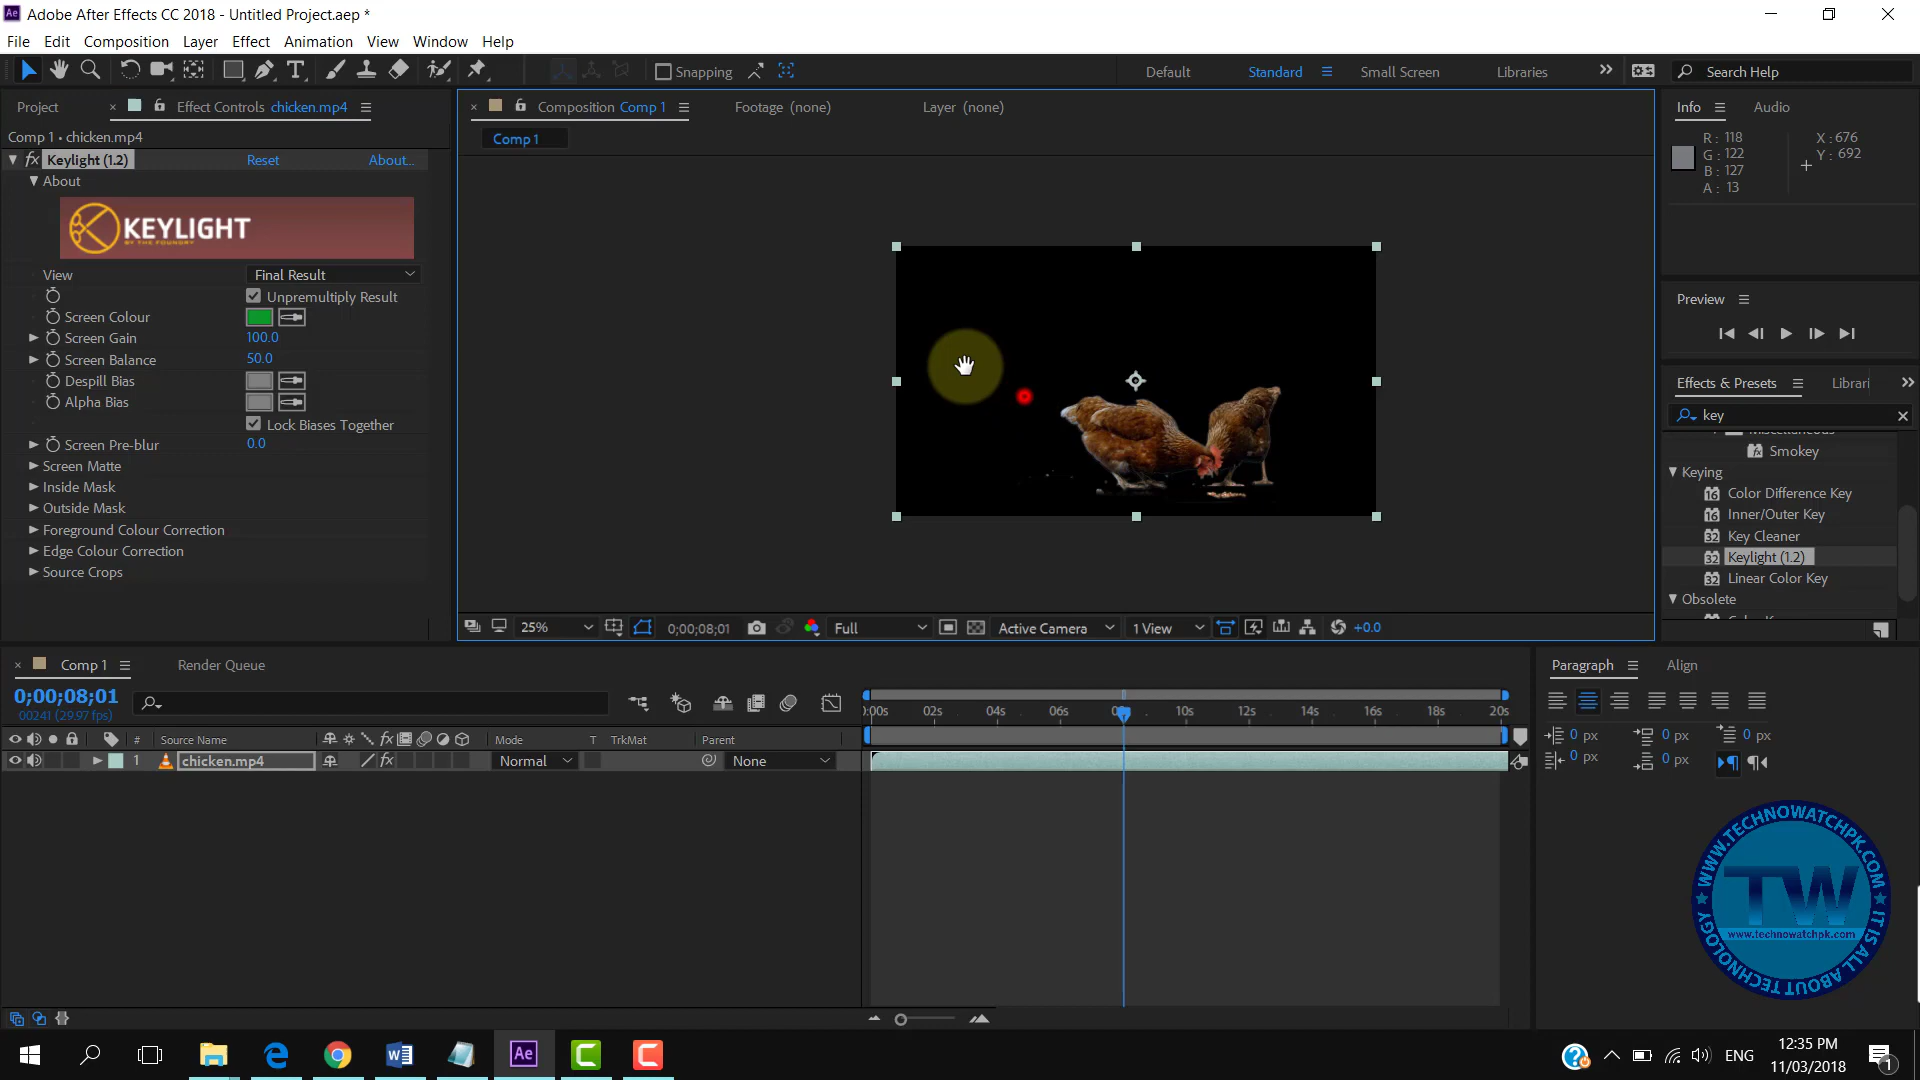 Adobe After Effects CC 2018 - Untitled Project.aep *
File Edit Composition Layer Effect Animation View Window Help
Snapping
Default Standard Small Screen Libraries
Search Help
Project
Effect Controls chicken.mp4
Comp 1 • chicken.mp4
fx Keylight (1.2) Reset About...
About
KEYLIGHT
BY THE FOUNDRY
View Final Result
Unpremultiply Result
Screen Colour
Screen Gain 100.0
Screen Balance 50.0
Despill Bias
Alpha Bias
Lock Biases Together
Screen Pre-blur 0.0
Screen Matte
Inside Mask
Outside Mask
Foreground Colour Correction
Edge Colour Correction
Source Crops
Composition Comp 1 Footage (none) Layer (none)
Comp 1
25% 0;00;08;01 Full Active Camera 1 View +0.0
Info Audio
R : 118
G : 122
B : 127
A : 13
X : 676
Y : 692
Preview
Effects & Presets Librari
key
Smokey
Keying
Color Difference Key
Inner/Outer Key
Key Cleaner
Keylight (1.2)
Linear Color Key
Obsolete
Comp 1 Render Queue
0;00;08;01
00241 (29.97 fps)
# Source Name Mode T TrkMat Parent
1 chicken.mp4 fx Normal None
:00s 02s 04s 06s 10s 12s 14s 16s 18s 20s
Paragraph Align
0 px 0 px 0 px
0 px 0 px
WWW.TECHNOWATCHPK.COM
TW
www.technowatchpk.com
IT IS ALL ABOUT TECHNOLOGY
ENG
12:35 PM
11/03/2018
1